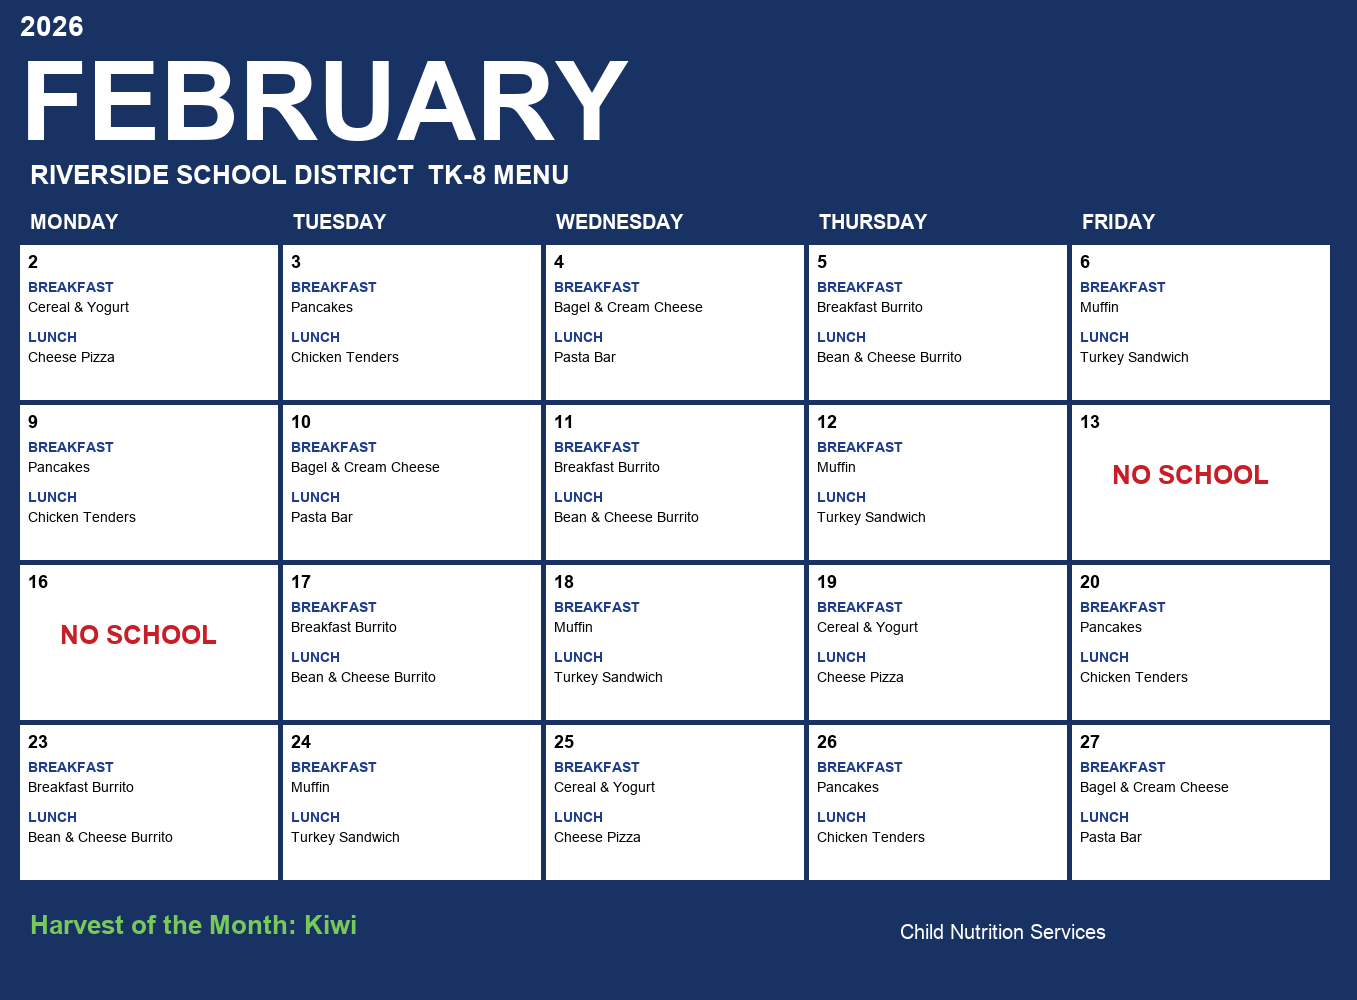 2026
FEBRUARY
RIVERSIDE SCHOOL DISTRICT  TK-8 MENU
MONDAY
TUESDAY
WEDNESDAY
THURSDAY
FRIDAY
2
BREAKFAST
Cereal & Yogurt
LUNCH
Cheese Pizza
3
BREAKFAST
Pancakes
LUNCH
Chicken Tenders
4
BREAKFAST
Bagel & Cream Cheese
LUNCH
Pasta Bar
5
BREAKFAST
Breakfast Burrito
LUNCH
Bean & Cheese Burrito
6
BREAKFAST
Muffin
LUNCH
Turkey Sandwich
9
BREAKFAST
Pancakes
LUNCH
Chicken Tenders
10
BREAKFAST
Bagel & Cream Cheese
LUNCH
Pasta Bar
11
BREAKFAST
Breakfast Burrito
LUNCH
Bean & Cheese Burrito
12
BREAKFAST
Muffin
LUNCH
Turkey Sandwich
13
NO SCHOOL
16
NO SCHOOL
17
BREAKFAST
Breakfast Burrito
LUNCH
Bean & Cheese Burrito
18
BREAKFAST
Muffin
LUNCH
Turkey Sandwich
19
BREAKFAST
Cereal & Yogurt
LUNCH
Cheese Pizza
20
BREAKFAST
Pancakes
LUNCH
Chicken Tenders
23
BREAKFAST
Breakfast Burrito
LUNCH
Bean & Cheese Burrito
24
BREAKFAST
Muffin
LUNCH
Turkey Sandwich
25
BREAKFAST
Cereal & Yogurt
LUNCH
Cheese Pizza
26
BREAKFAST
Pancakes
LUNCH
Chicken Tenders
27
BREAKFAST
Bagel & Cream Cheese
LUNCH
Pasta Bar
Harvest of the Month: Kiwi
Child Nutrition Services